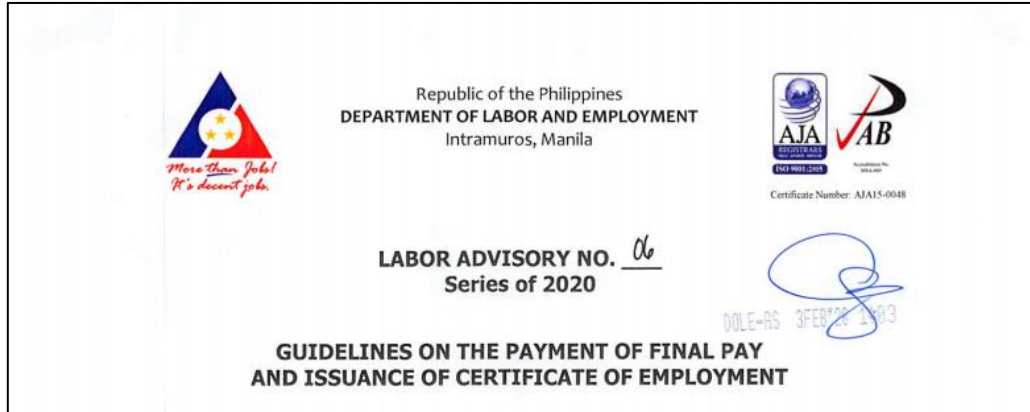 Republic of the Philippines
DEPARTMENT OF LABOR AND EMPLOYMENT
Intramuros, Manila
More than Jobs!
It's decent jobs.
AJA
REGISTRARS
ISO 9001:2015
PAB
Certificate Number: AJA15-0048
LABOR ADVISORY NO. 06
Series of 2020
DOLE-AS 3FEB'20
GUIDELINES ON THE PAYMENT OF FINAL PAY
AND ISSUANCE OF CERTIFICATE OF EMPLOYMENT